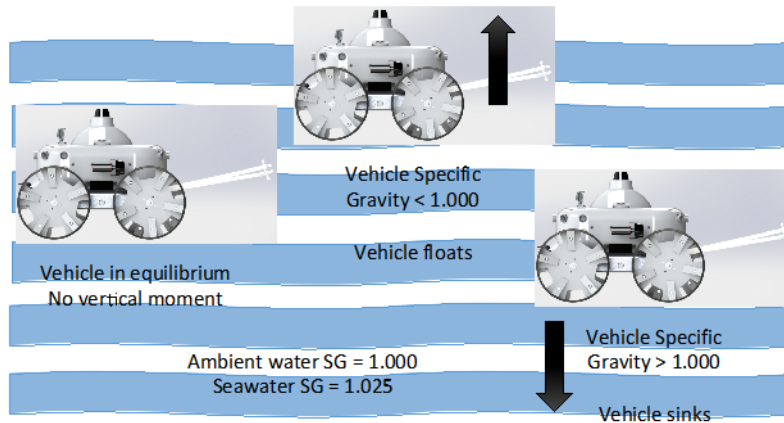 Vehicle Specific
Gravity < 1.000
Vehicle floats
Vehicle in equilibrium
No vertical moment
Ambient water SG = 1.000
Seawater SG = 1.025
Vehicle Specific
Gravity > 1.000
Vehicle sinks